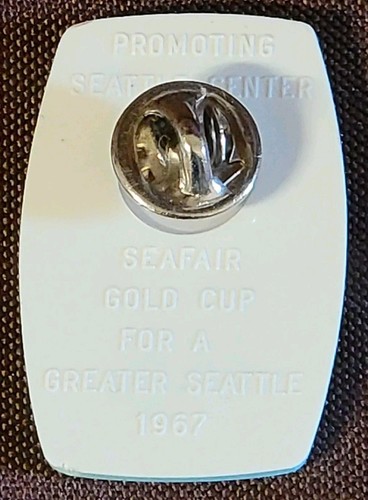 PROMOTING
SEATTLE CENTER
SEAFAIR
GOLD CUP
FOR A
GREATER SEATTLE
1967